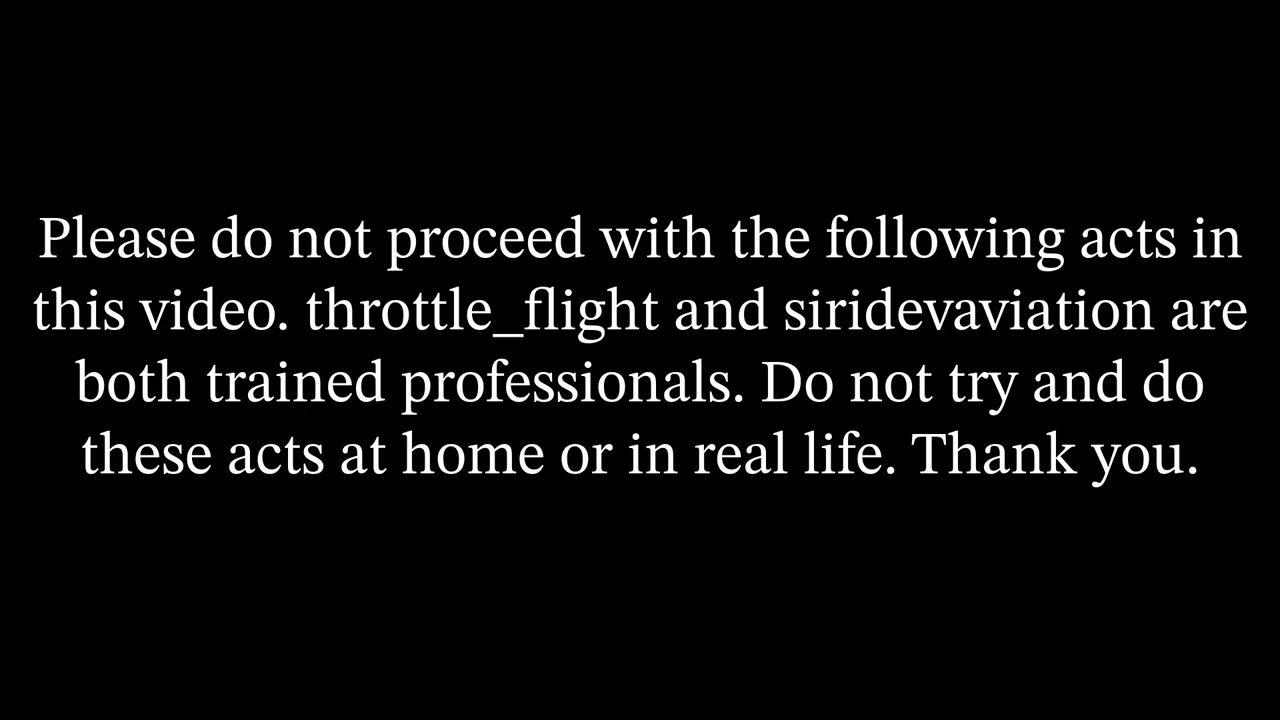 Please do not proceed with the following acts in
this video. throttle_flight and siridevaviation are
both trained professionals. Do not try and do
these acts at home or in real life. Thank you.